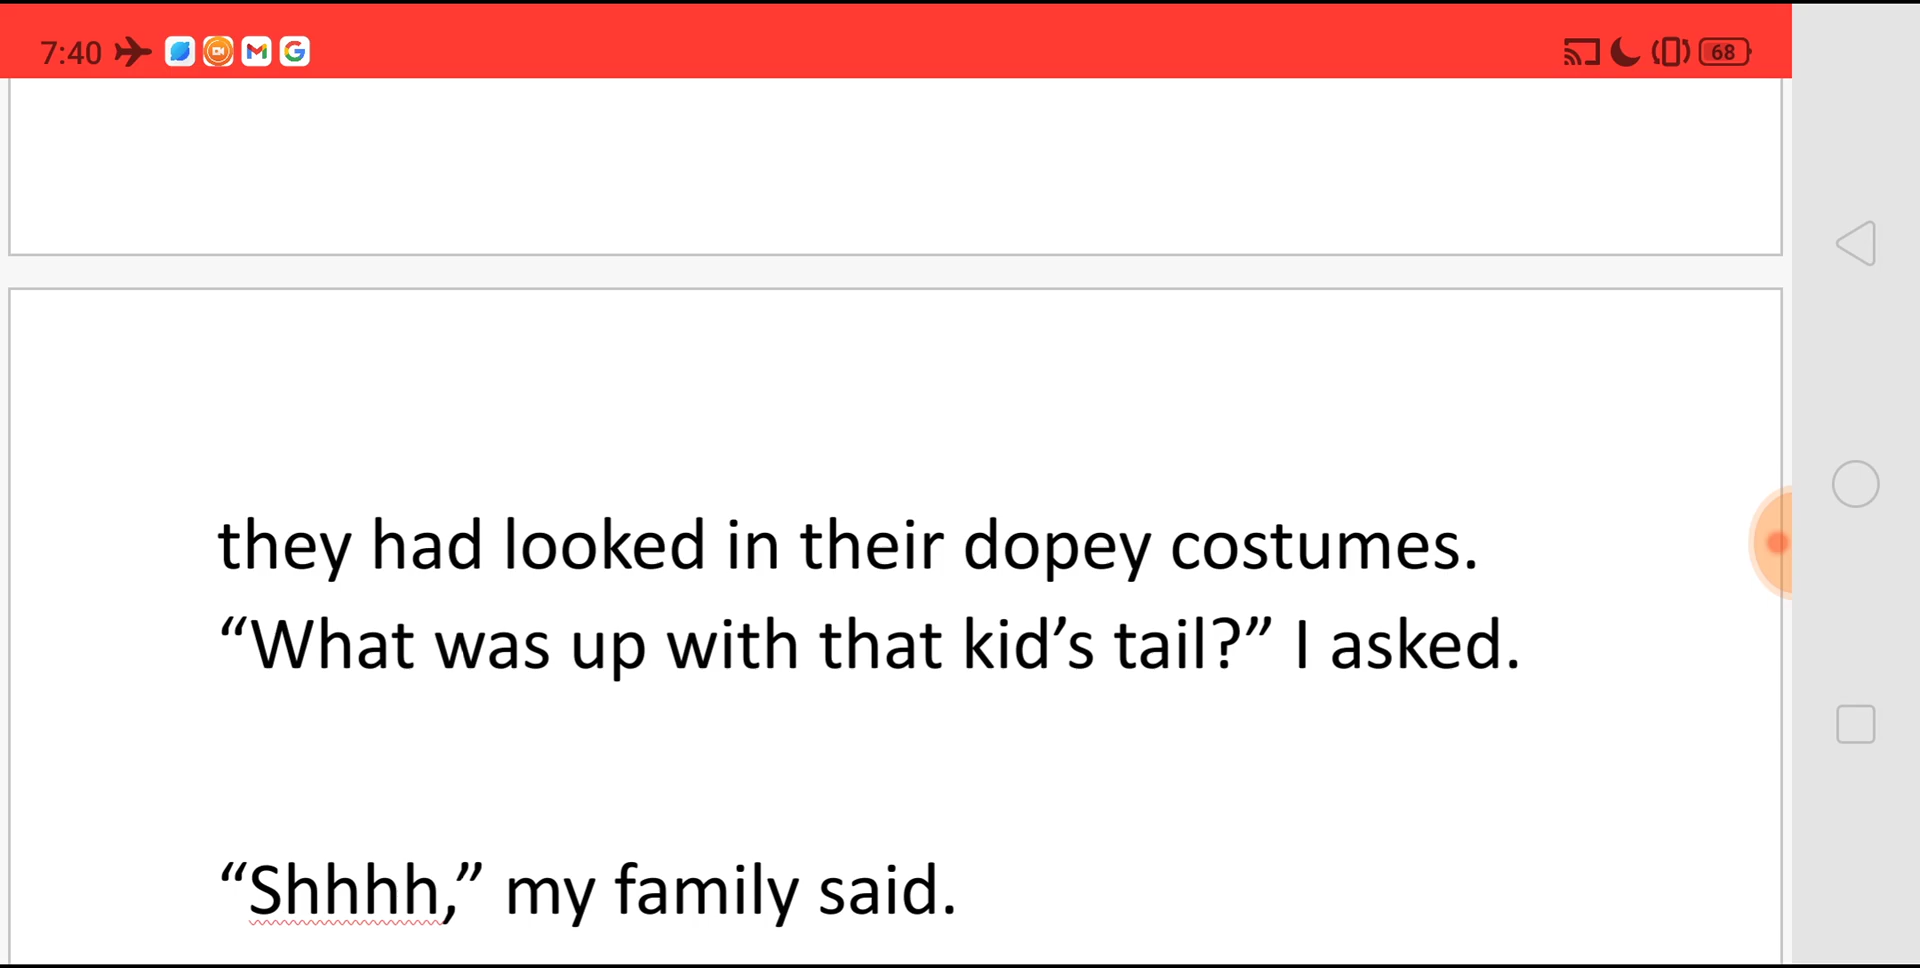 7:40
68
they had looked in their dopey costumes.
“What was up with that kid’s tail?” I asked.
“Shhhh,” my family said.